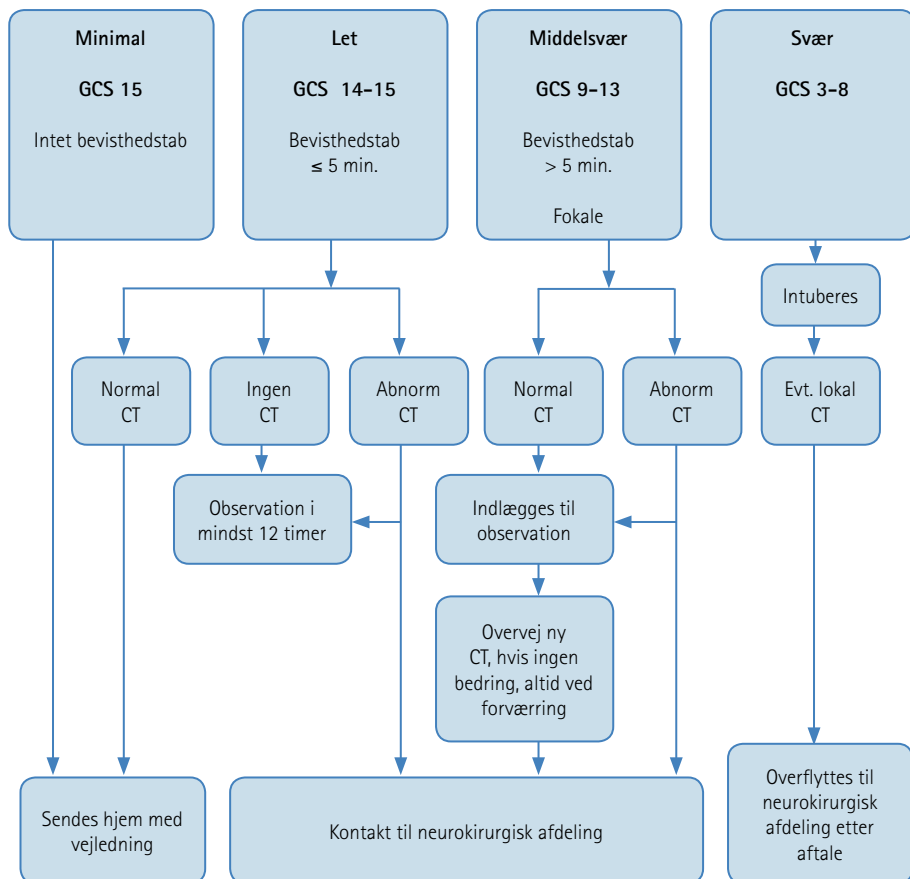 Minimal
GCS 15
Intet bevisthedstab
Let
GCS 14-15
Bevisthedstab
≤ 5 min.
Middelsvær
GCS 9-13
Bevisthedstab
> 5 min.
Fokale
Svær
GCS 3-8
Intuberes
Normal
CT
Ingen
CT
Abnorm
CT
Normal
CT
Abnorm
CT
Evt. lokal
CT
Observation i
mindst 12 timer
Indlægges til
observation
Overvej ny
CT, hvis ingen
bedring, altid ved
forværring
Sendes hjem med
vejledning
Kontakt til neurokirurgisk afdeling
Overflyttes til
neurokirurgisk
afdeling etter
aftale